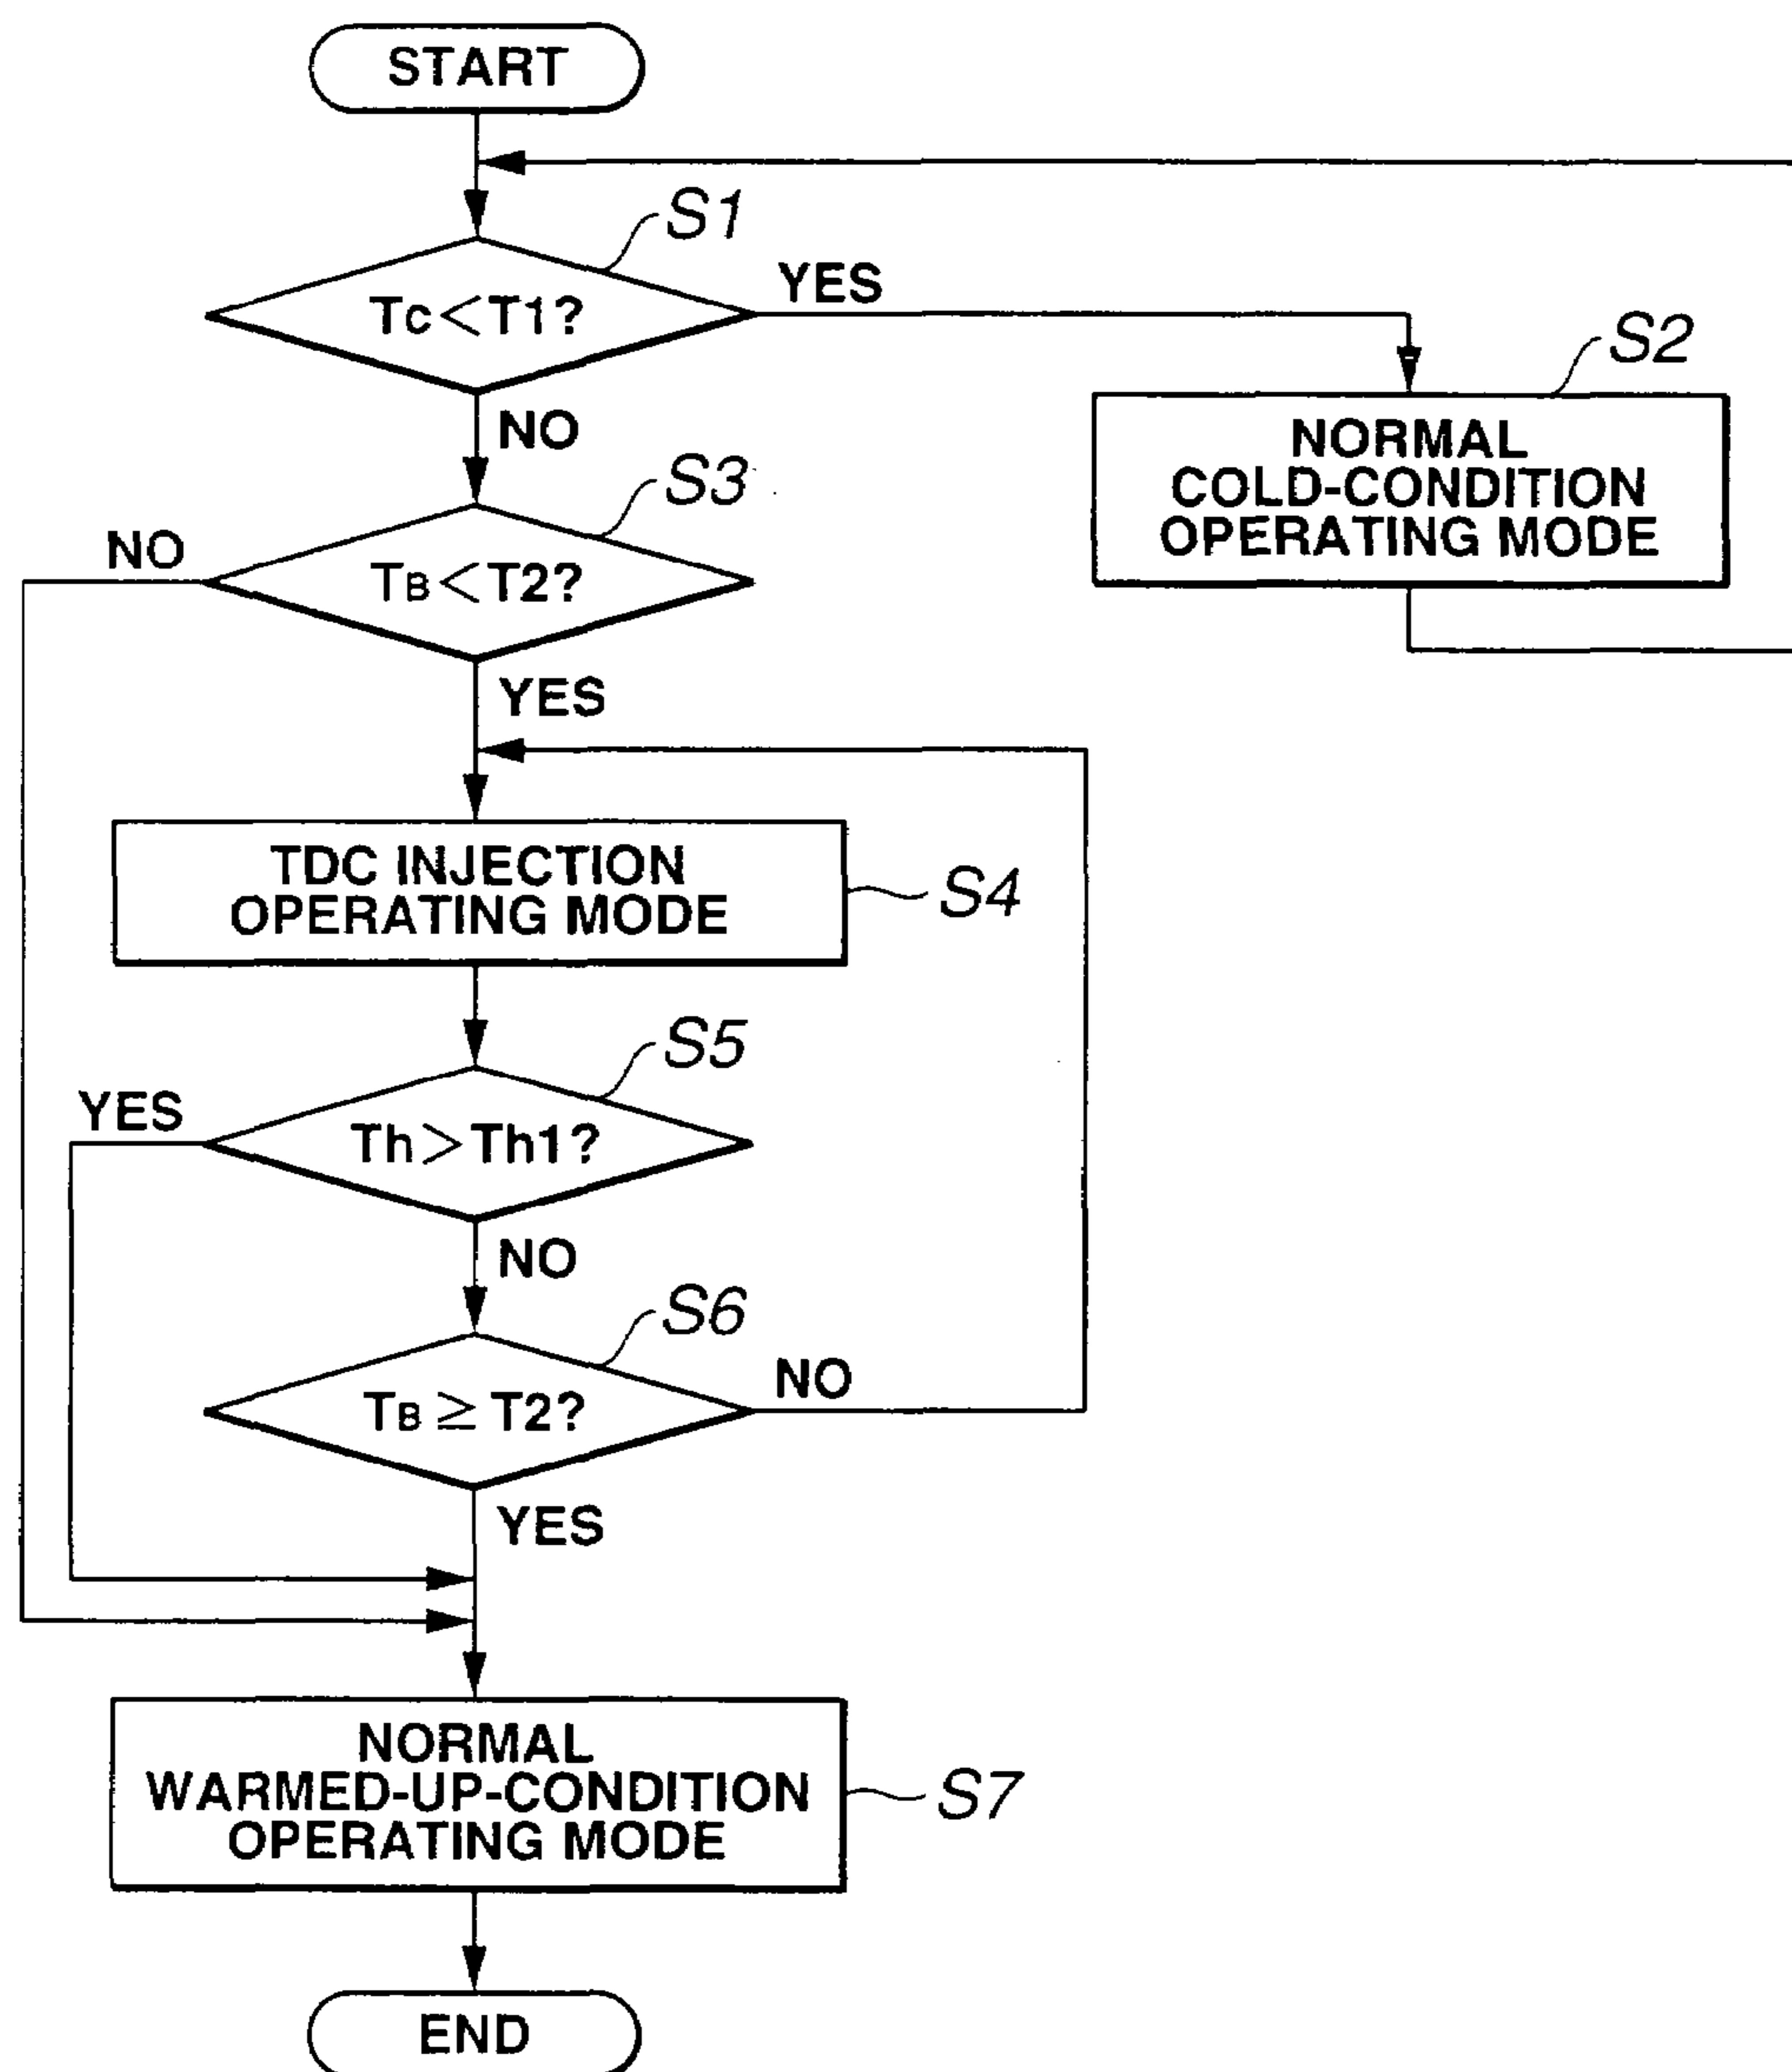 START
S1
Tc<T1?
YES
S2
NORMAL
COLD-CONDITION
OPERATING MODE
NO
S3
NO
TB<T2?
YES
TDC INJECTION
OPERATING MODE
S4
S5
YES
Th>Th1?
NO
S6
TB≥T2?
NO
YES
NORMAL
WARMED-UP-CONDITION
OPERATING MODE
S7
END